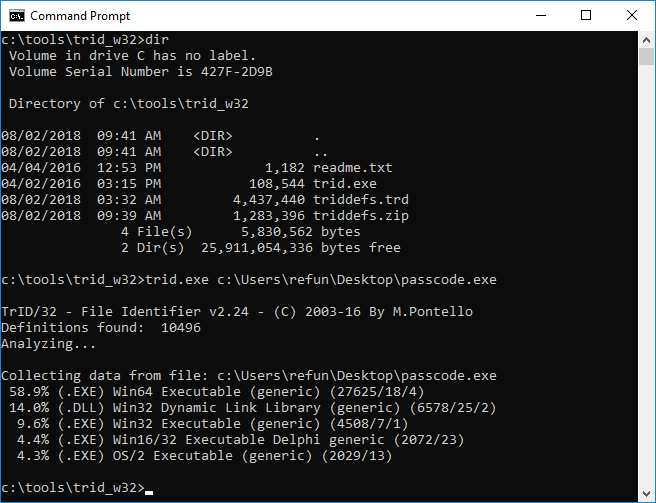 Command Prompt
c:\tools\trid_w32>dir
 Volume in drive C has no label.
 Volume Serial Number is 427F-2D9B

 Directory of c:\tools\trid_w32

08/02/2018  09:41 AM    <DIR>          .
08/02/2018  09:41 AM    <DIR>          ..
04/04/2016  12:53 PM             1,182 readme.txt
04/02/2016  03:15 PM           108,544 trid.exe
08/02/2018  03:32 AM         4,437,440 triddefs.trd
08/02/2018  09:39 AM         1,283,396 triddefs.zip
               4 File(s)      5,830,562 bytes
               2 Dir(s)  25,911,054,336 bytes free

c:\tools\trid_w32>trid.exe c:\Users\refun\Desktop\passcode.exe

TrID/32 - File Identifier v2.24 - (C) 2003-16 By M.Pontello
Definitions found:  10496
Analyzing...

Collecting data from file: c:\Users\refun\Desktop\passcode.exe
 58.9% (.EXE) Win64 Executable (generic) (27625/18/4)
 14.0% (.DLL) Win32 Dynamic Link Library (generic) (6578/25/2)
  9.6% (.EXE) Win32 Executable (generic) (4508/7/1)
  4.4% (.EXE) Win16/32 Executable Delphi generic (2072/23)
  4.3% (.EXE) OS/2 Executable (generic) (2029/13)

c:\tools\trid_w32>